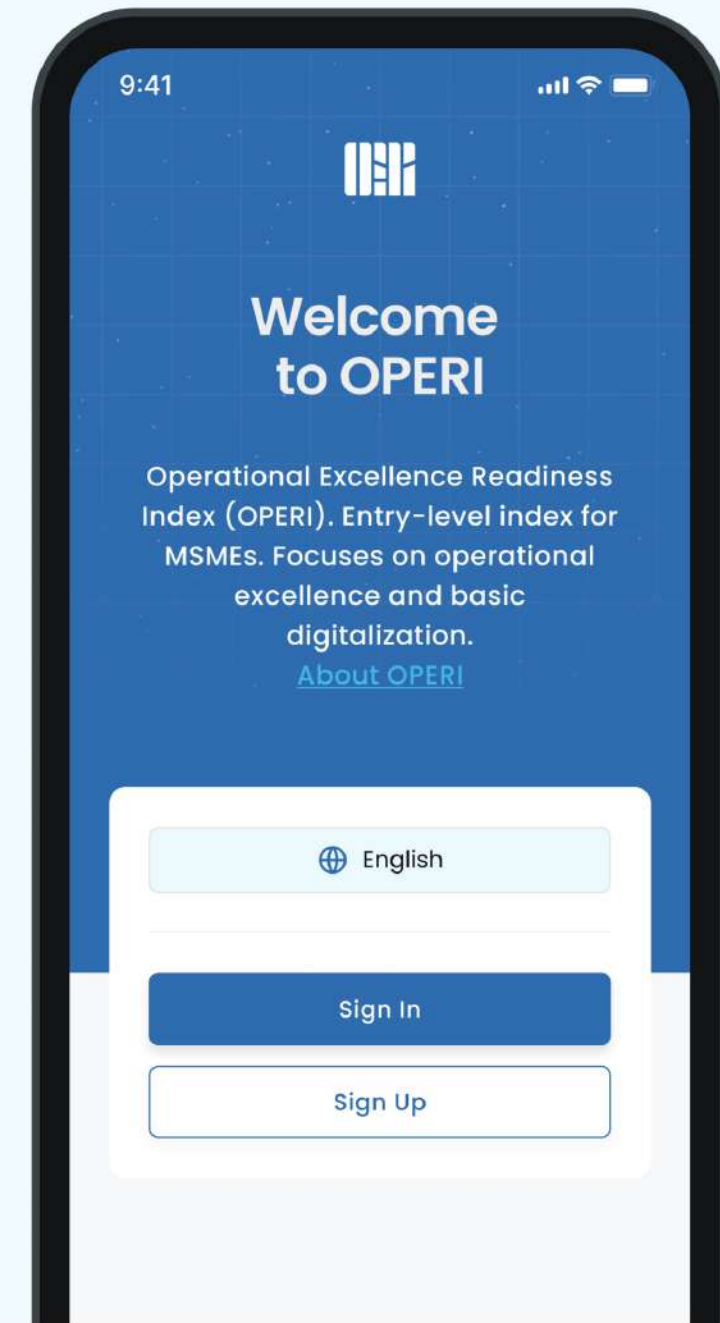 9:41
Welcome
to OPERI
Operational Excellence Readiness
Index (OPERI). Entry-level index for
MSMEs. Focuses on operational
excellence and basic
digitalization.
About OPERI
English
Sign In
Sign Up